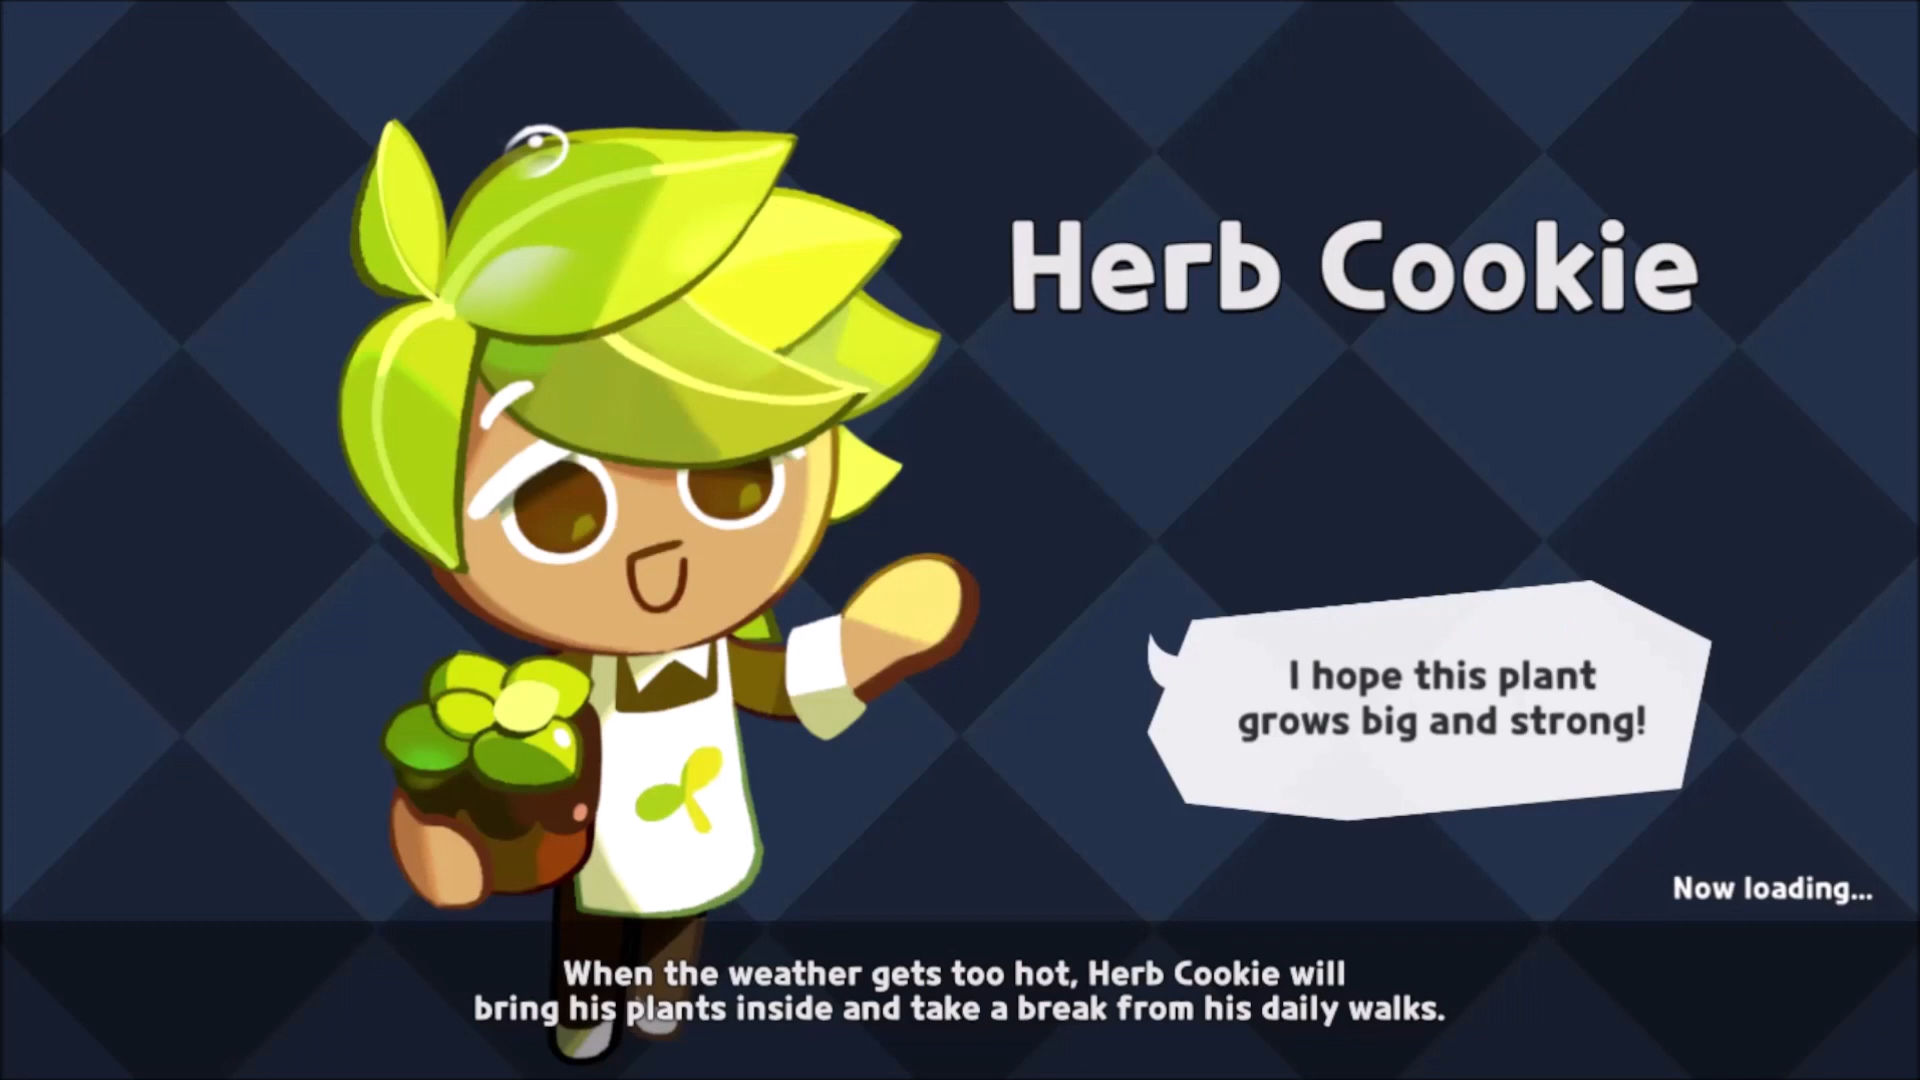 Herb Cookie
I hope this plant
grows big and strong!
Now loading...
When the weather gets too hot, Herb Cookie will
bring his plants inside and take a break from his daily walks.